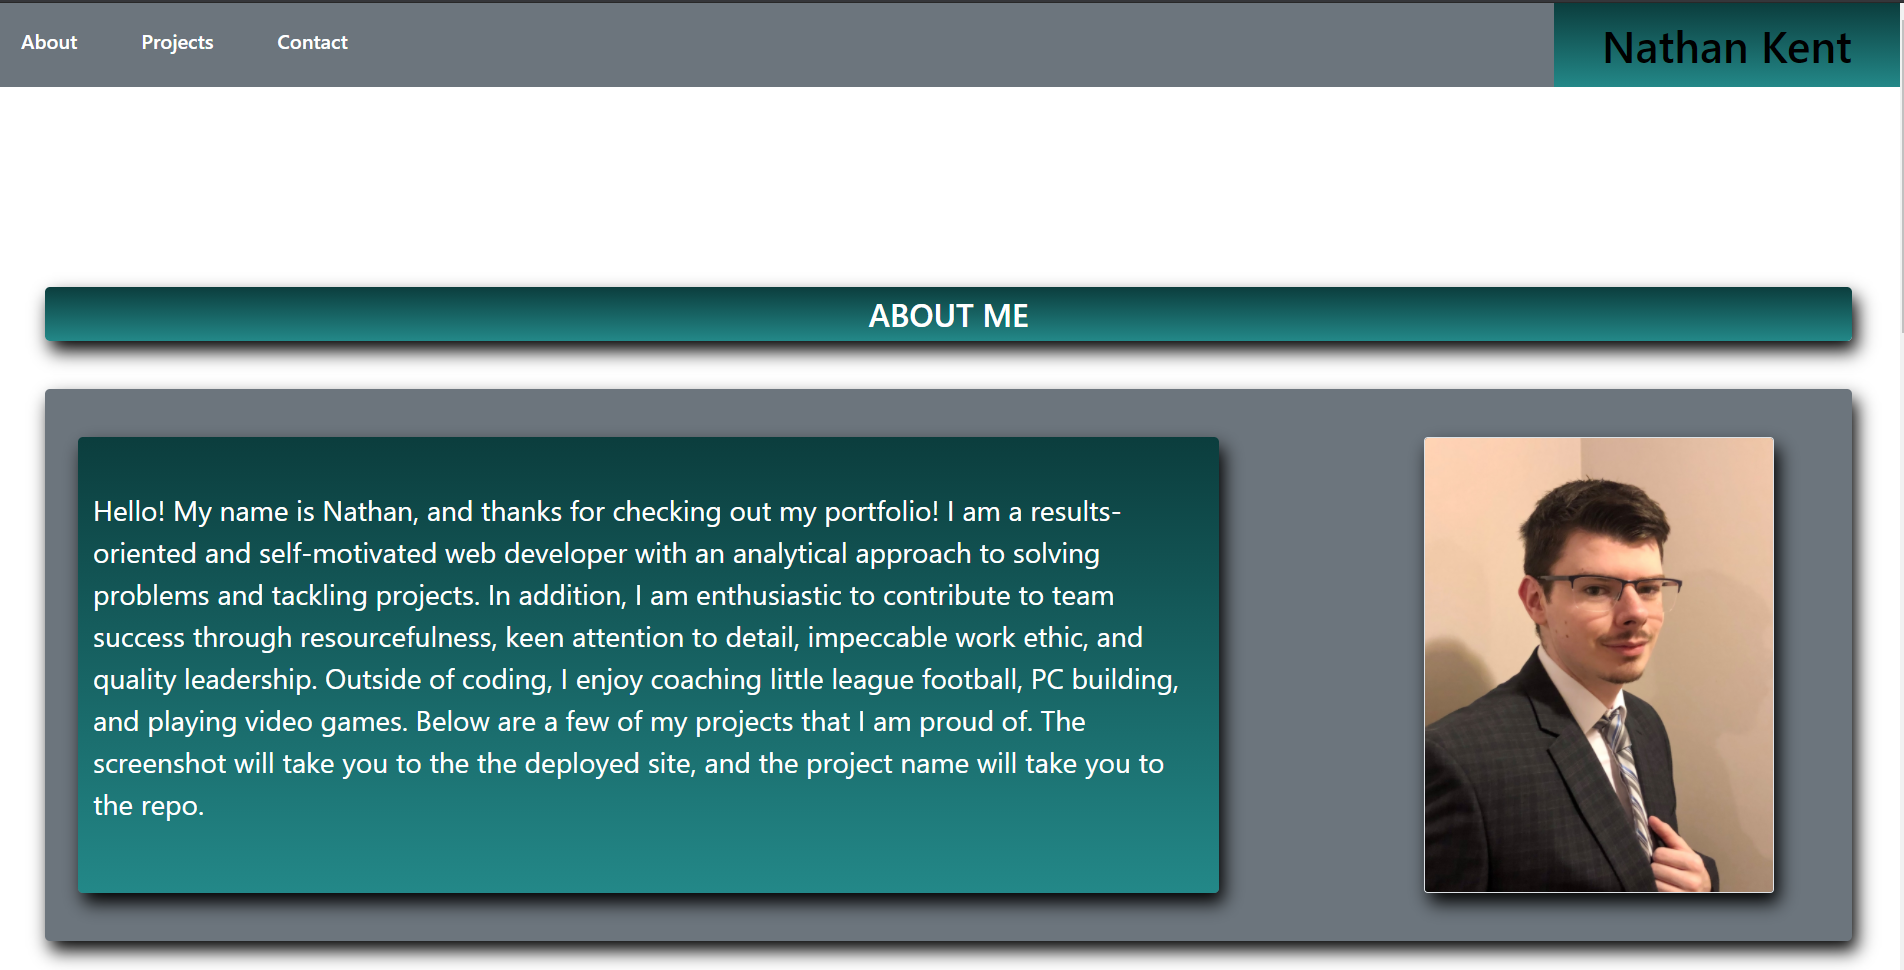 About Projects Contact Nathan Kent
ABOUT ME
Hello! My name is Nathan, and thanks for checking out my portfolio! I am a results-
oriented and self-motivated web developer with an analytical approach to solving
problems and tackling projects. In addition, I am enthusiastic to contribute to team
success through resourcefulness, keen attention to detail, impeccable work ethic, and
quality leadership. Outside of coding, I enjoy coaching little league football, PC building,
and playing video games. Below are a few of my projects that I am proud of. The
screenshot will take you to the the deployed site, and the project name will take you to
the repo.